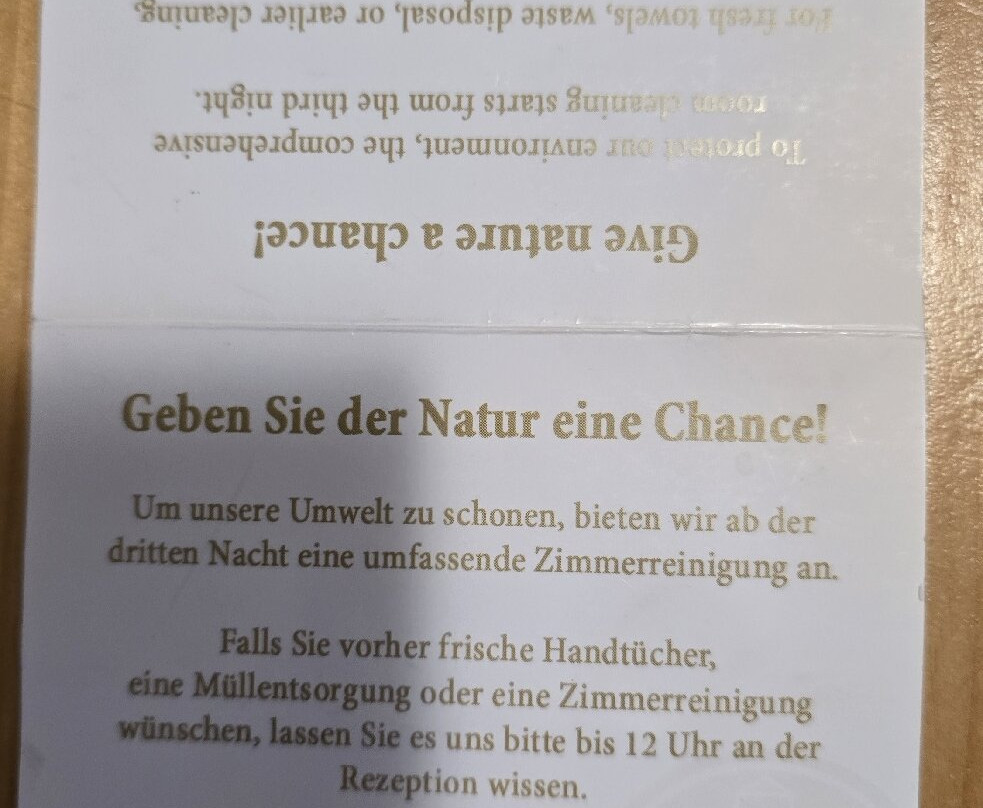 Give nature a chance!
To protect our environment, the comprehensive
room cleaning starts from the third night.
For fresh towels, waste disposal, or earlier cleaning
Geben Sie der Natur eine Chance!
Um unsere Umwelt zu schonen, bieten wir ab der
dritten Nacht eine umfassende Zimmerreinigung an.
Falls Sie vorher frische Handtücher,
eine Müllentsorgung oder eine Zimmerreinigung
wünschen, lassen Sie es uns bitte bis 12 Uhr an der
Rezeption wissen.